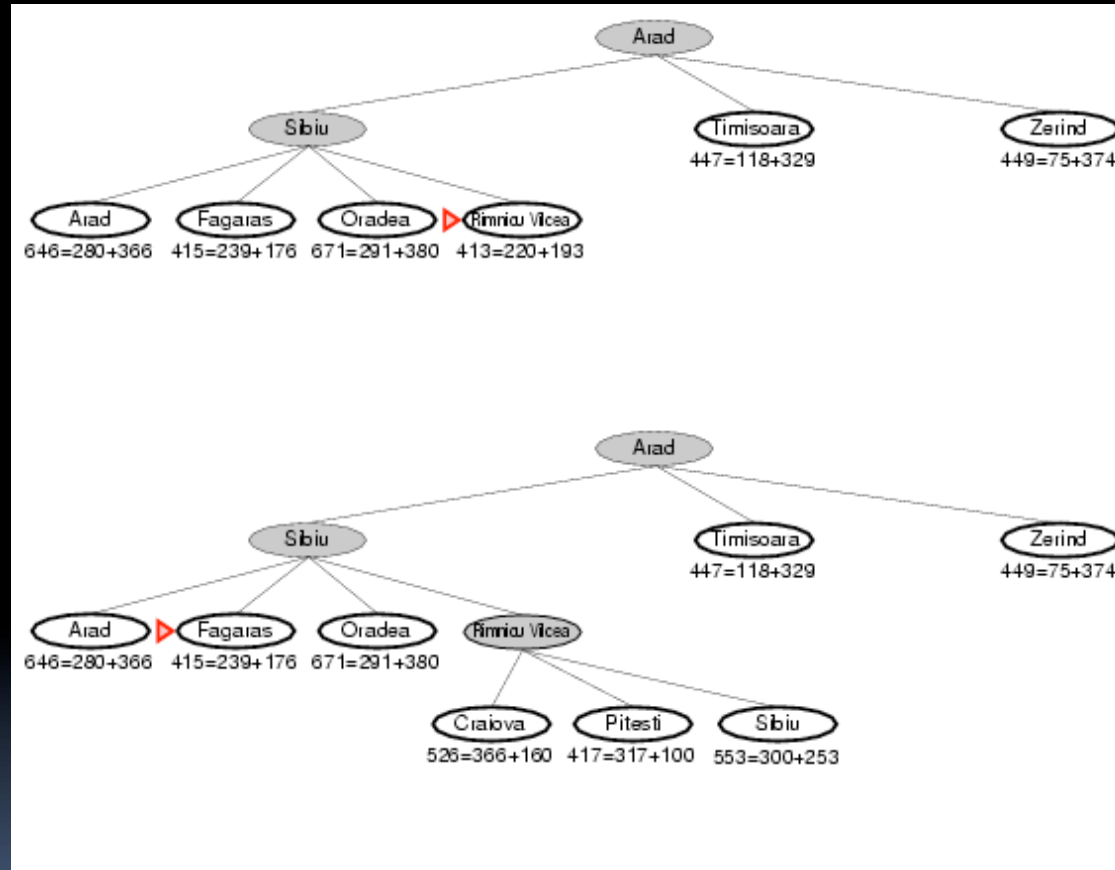 Arad
Sibiu Timisoara Zerind
447=118+329 449=75+374
Arad Fagaras Oradea Rimnicu Vilcea
646=280+366 415=239+176 671=291+380 413=220+193
Arad
Sibiu Timisoara Zerind
447=118+329 449=75+374
Arad Fagaras Oradea Rimnicu Vilcea
646=280+366 415=239+176 671=291+380
Craiova Pitesti Sibiu
526=366+160 417=317+100 553=300+253